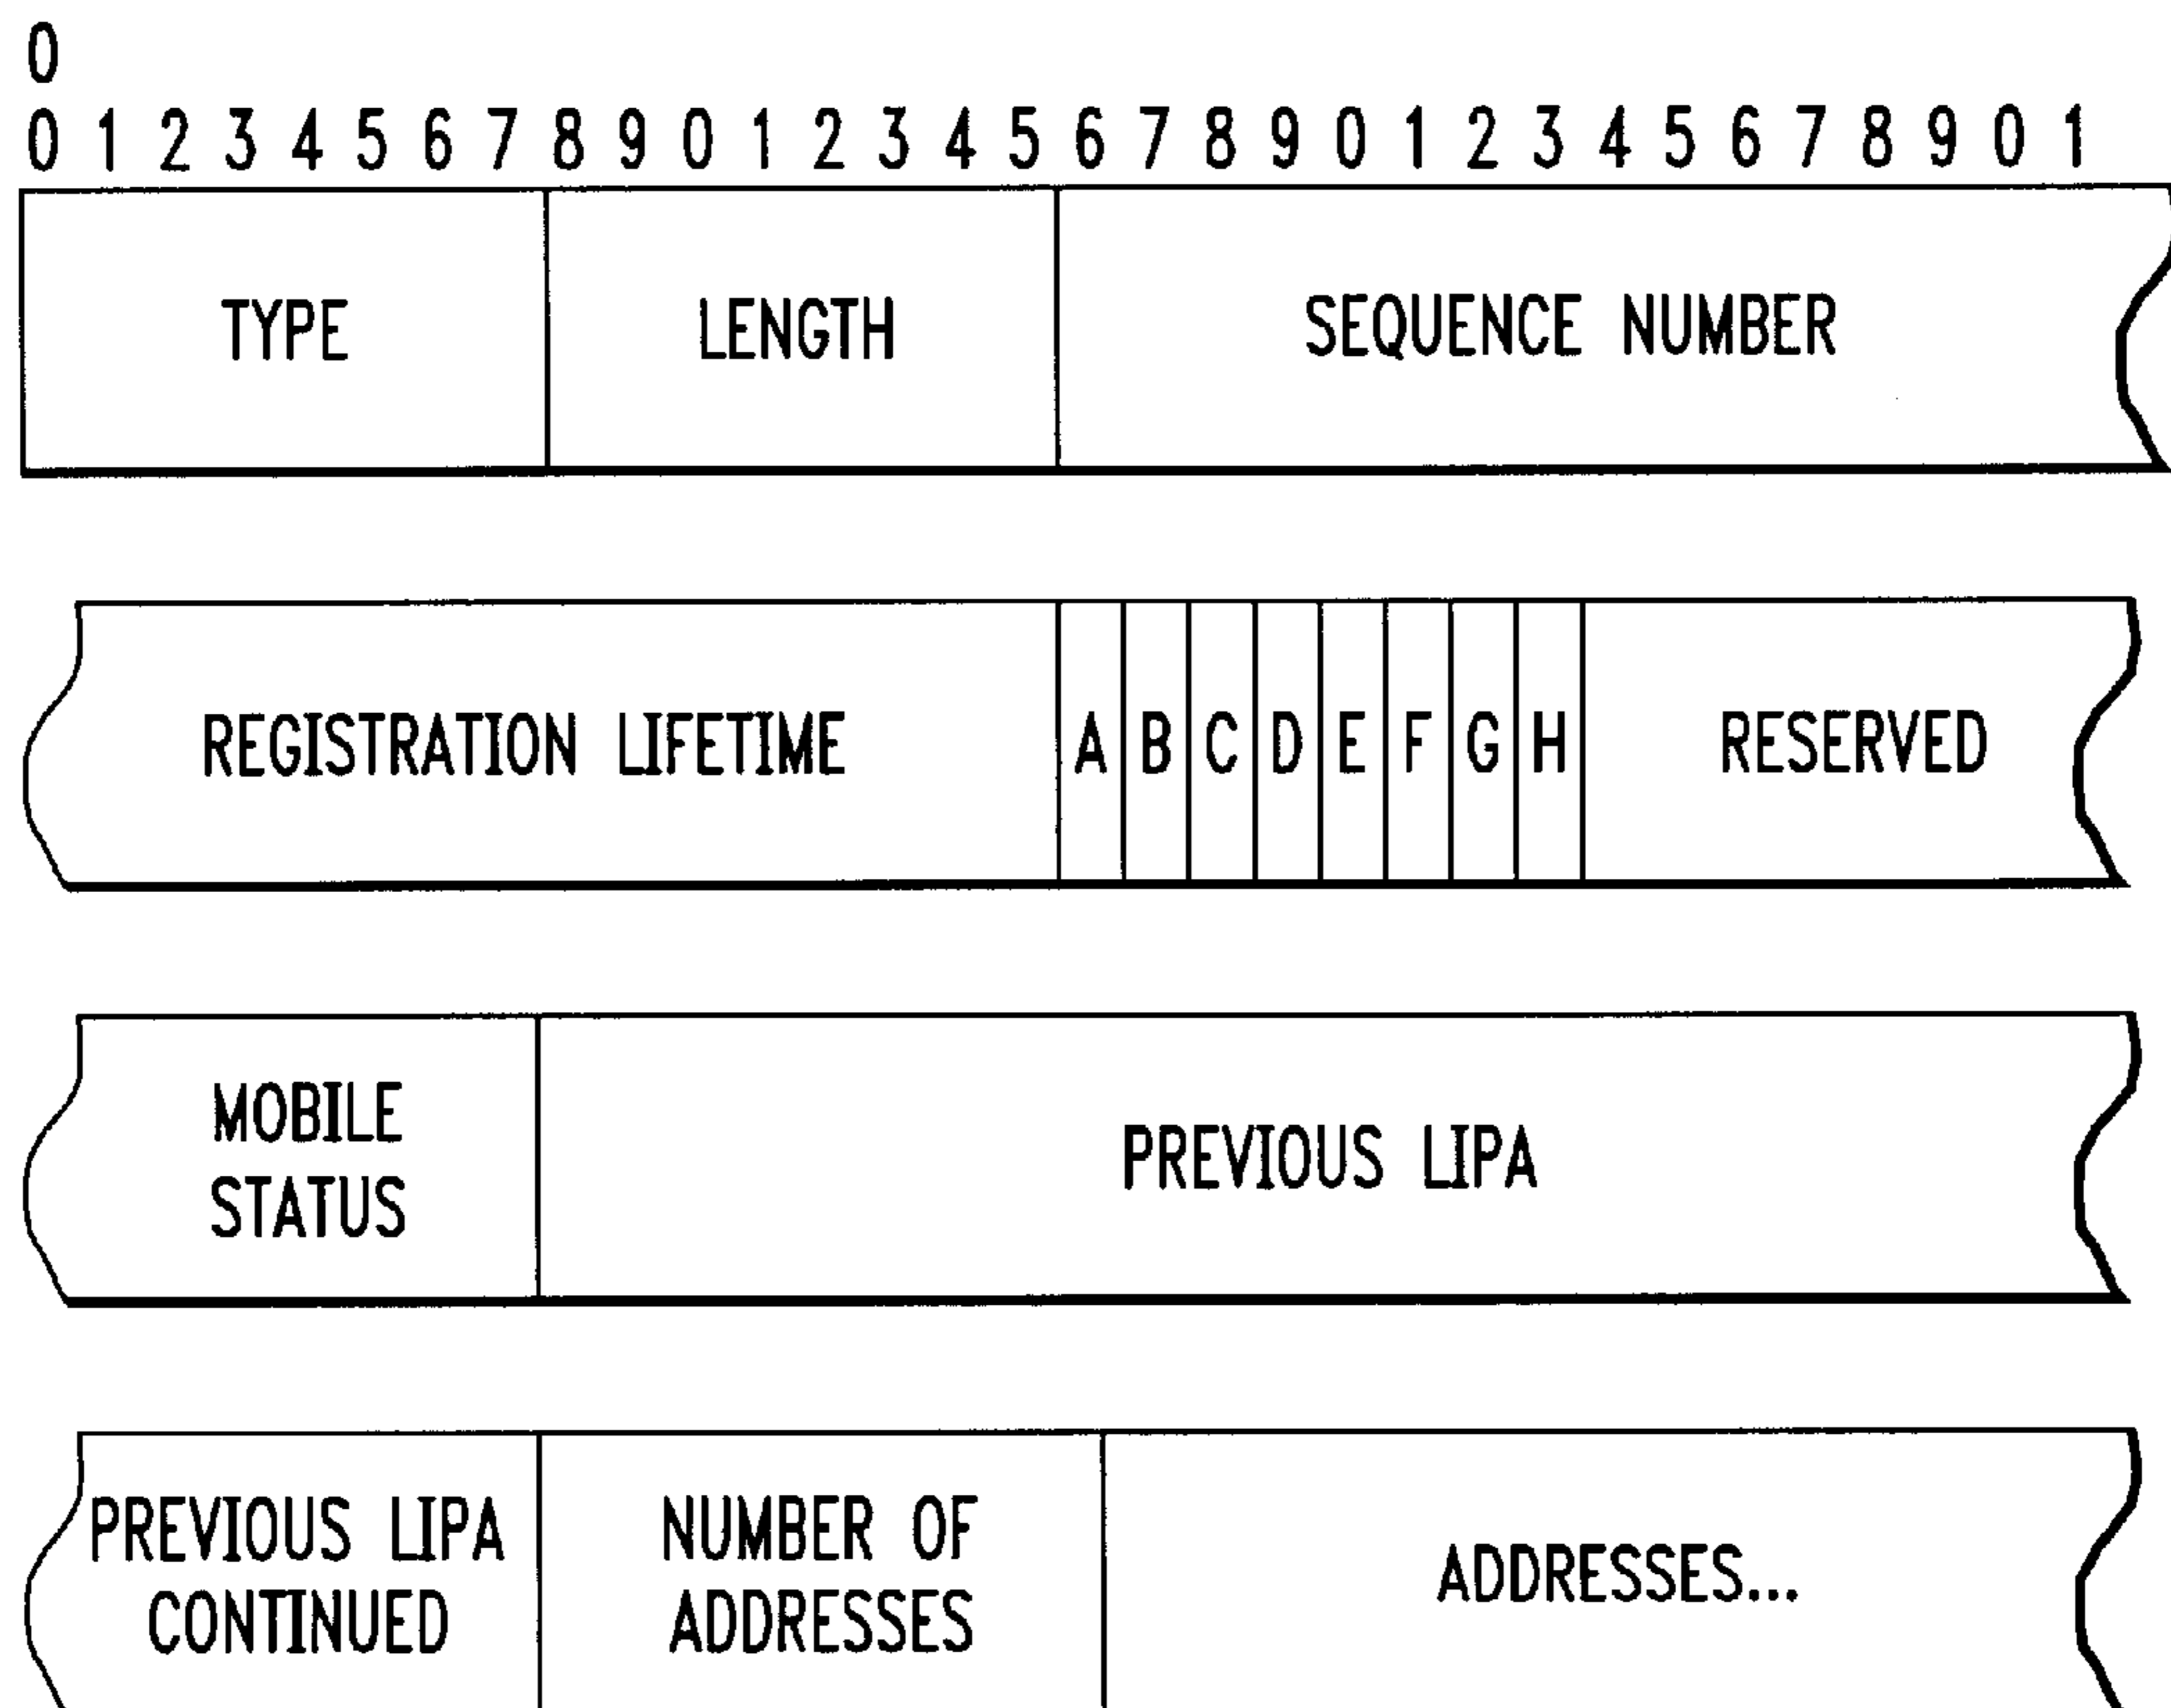 0
0 1 2 3 4 5 6 7 8 9 0 1 2 3 4 5 6 7 8 9 0 1 2 3 4 5 6 7 8 9 0 1
TYPE LENGTH SEQUENCE NUMBER
REGISTRATION LIFETIME A B C D E F G H RESERVED
MOBILE
STATUS
PREVIOUS LIPA
PREVIOUS LIPA
CONTINUED
NUMBER OF
ADDRESSES
ADDRESSES...